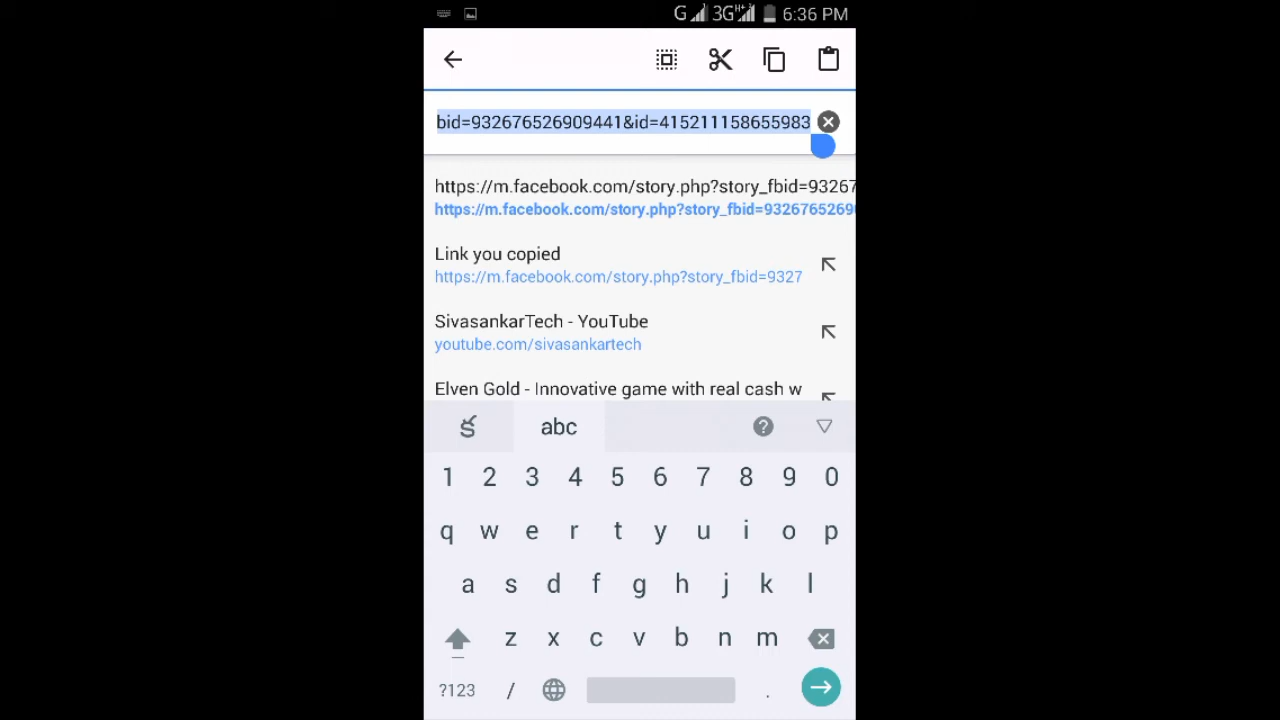 G 3G H+ 6:36 PM
bid=932676526909441&id=415211158655983
https://m.facebook.com/story.php?story_fbid=93267
https://m.facebook.com/story.php?story_fbid=9326765269
Link you copied
https://m.facebook.com/story.php?story_fbid=9327
SivasankarTech - YouTube
youtube.com/sivasankartech
Elven Gold - Innovative game with real cash w
abc ?
1 2 3 4 5 6 7 8 9 0
q w e r t y u i o p
a s d f g h j k l
z x c v b n m
?123 / .